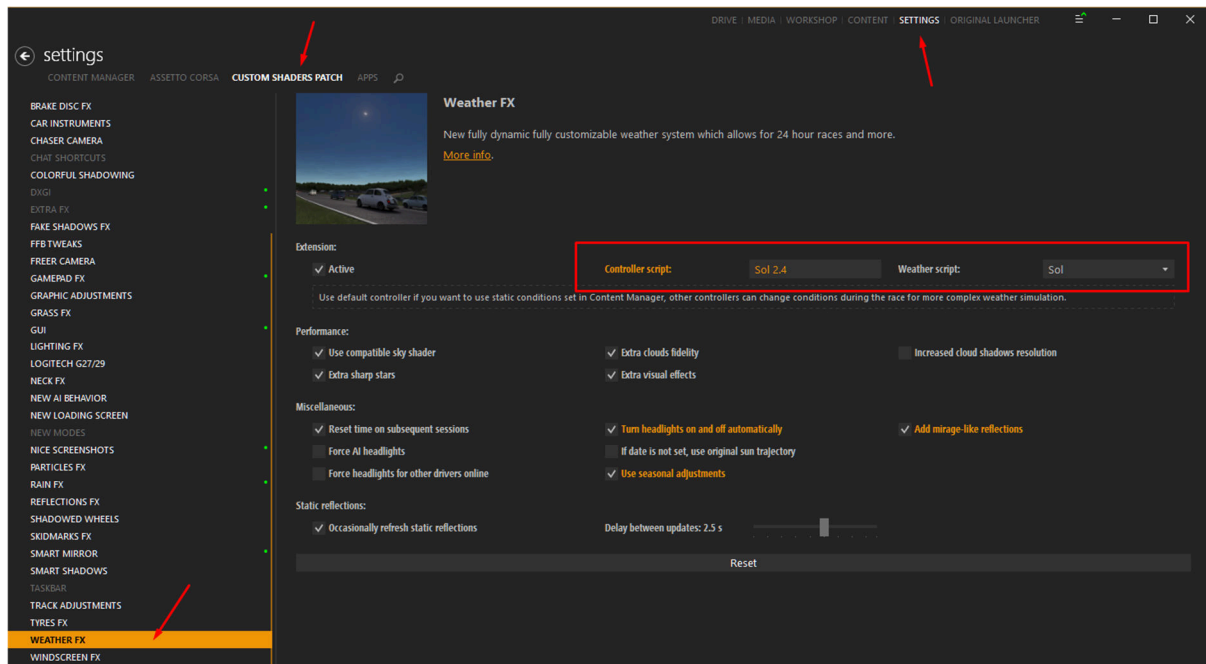 DRIVE | MEDIA | WORKSHOP | CONTENT | SETTINGS | ORIGINAL LAUNCHER
settings
CONTENT MANAGER ASSETTO CORSA CUSTOM SHADERS PATCH APPS
BRAKE DISC FX
CAR INSTRUMENTS
CHASER CAMERA
CHAT SHORTCUTS
COLORFUL SHADOWING
DXGI
EXTRA FX
FAKE SHADOWS FX
FFB TWEAKS
FREER CAMERA
GAMEPAD FX
GRAPHIC ADJUSTMENTS
GRASS FX
GUI
LIGHTING FX
LOGITECH G27/29
NECK FX
NEW AI BEHAVIOR
NEW LOADING SCREEN
NEW MODES
NICE SCREENSHOTS
PARTICLES FX
RAIN FX
REFLECTIONS FX
SHADOWED WHEELS
SKIDMARKS FX
SMART MIRROR
SMART SHADOWS
TASKBAR
TRACK ADJUSTMENTS
TYRES FX
WEATHER FX
WINDSCREEN FX
Weather FX
New fully dynamic fully customizable weather system which allows for 24 hour races and more.
More info.
Extension:
Active Controller script: Sol 2.4 Weather script: Sol
Use default controller if you want to use static conditions set in Content Manager, other controllers can change conditions during the race for more complex weather simulation.
Performance:
Use compatible sky shader Extra clouds fidelity Increased cloud shadows resolution
Extra sharp stars Extra visual effects
Miscellaneous:
Reset time on subsequent sessions Turn headlights on and off automatically Add mirage-like reflections
Force AI headlights If date is not set, use original sun trajectory
Force headlights for other drivers online Use seasonal adjustments
Static reflections:
Occasionally refresh static reflections Delay between updates: 2.5 s
Reset